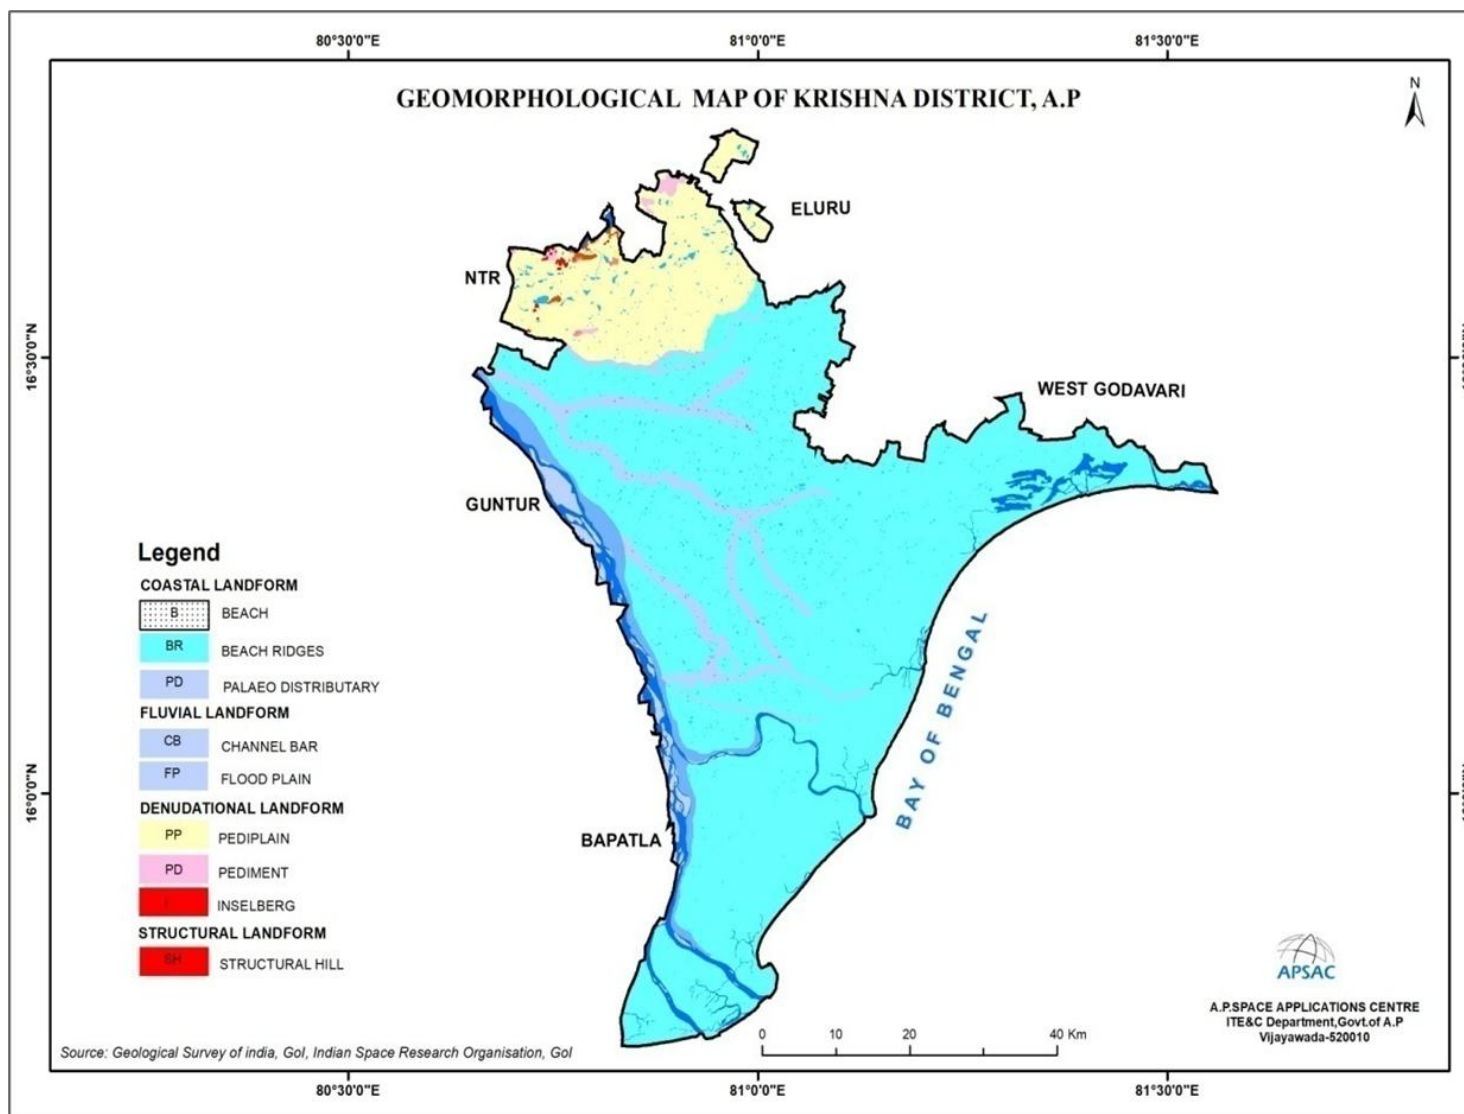 80°30'0"E
81°0'0"E
81°30'0"E
GEOMORPHOLOGICAL MAP OF KRISHNA DISTRICT, A.P
N
ELURU
NTR
16°30'0"N
WEST GODAVARI
GUNTUR
Legend
COASTAL LANDFORM
B BEACH
BR BEACH RIDGES
PD PALAEO DISTRIBUTARY
FLUVIAL LANDFORM
CB CHANNEL BAR
FP FLOOD PLAIN
DENUDATIONAL LANDFORM
PP PEDIPLAIN
PD PEDIMENT
INSELBERG
STRUCTURAL LANDFORM
SH STRUCTURAL HILL
BAY OF BENGAL
16°0'0"N
BAPATLA
APSAC
A.P.SPACE APPLICATIONS CENTRE
ITE&C Department,Govt.of A.P
Vijayawada-520010
0 10 20 40 Km
Source: Geological Survey of india, GoI, Indian Space Research Organisation, GoI
80°30'0"E
81°0'0"E
81°30'0"E